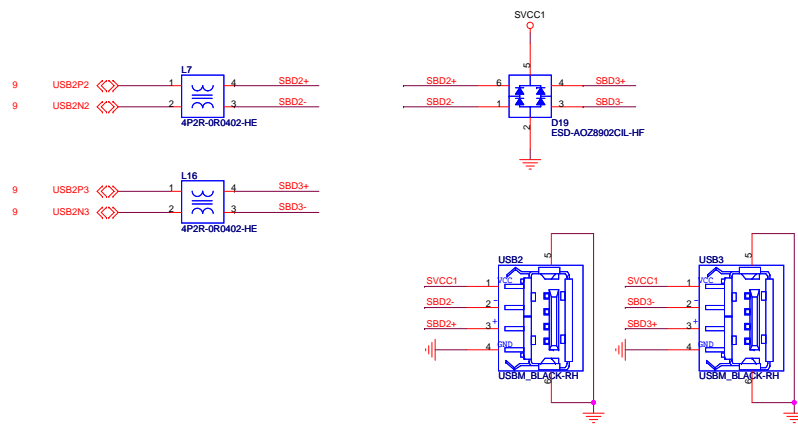 SVCC1
L7
9 USB2P2 1 4 SBD2+
9 USB2N2 2 3 SBD2-
4P2R-0R0402-HE
5
SBD2+ 6 4 SBD3+
SBD2- 1 3 SBD3-
2
D19
ESD-AOZ8902CIL-HF
L16
9 USB2P3 1 4 SBD3+
9 USB2N3 2 3 SBD3-
4P2R-0R0402-HE
USB2
5
SVCC1 1 VCC
SBD2- 2 -
SBD2+ 3 +
4 GND
USBM_BLACK-RH
6
USB3
5
SVCC1 1 VCC
SBD3- 2 -
SBD3+ 3 +
4 GND
USBM_BLACK-RH
6